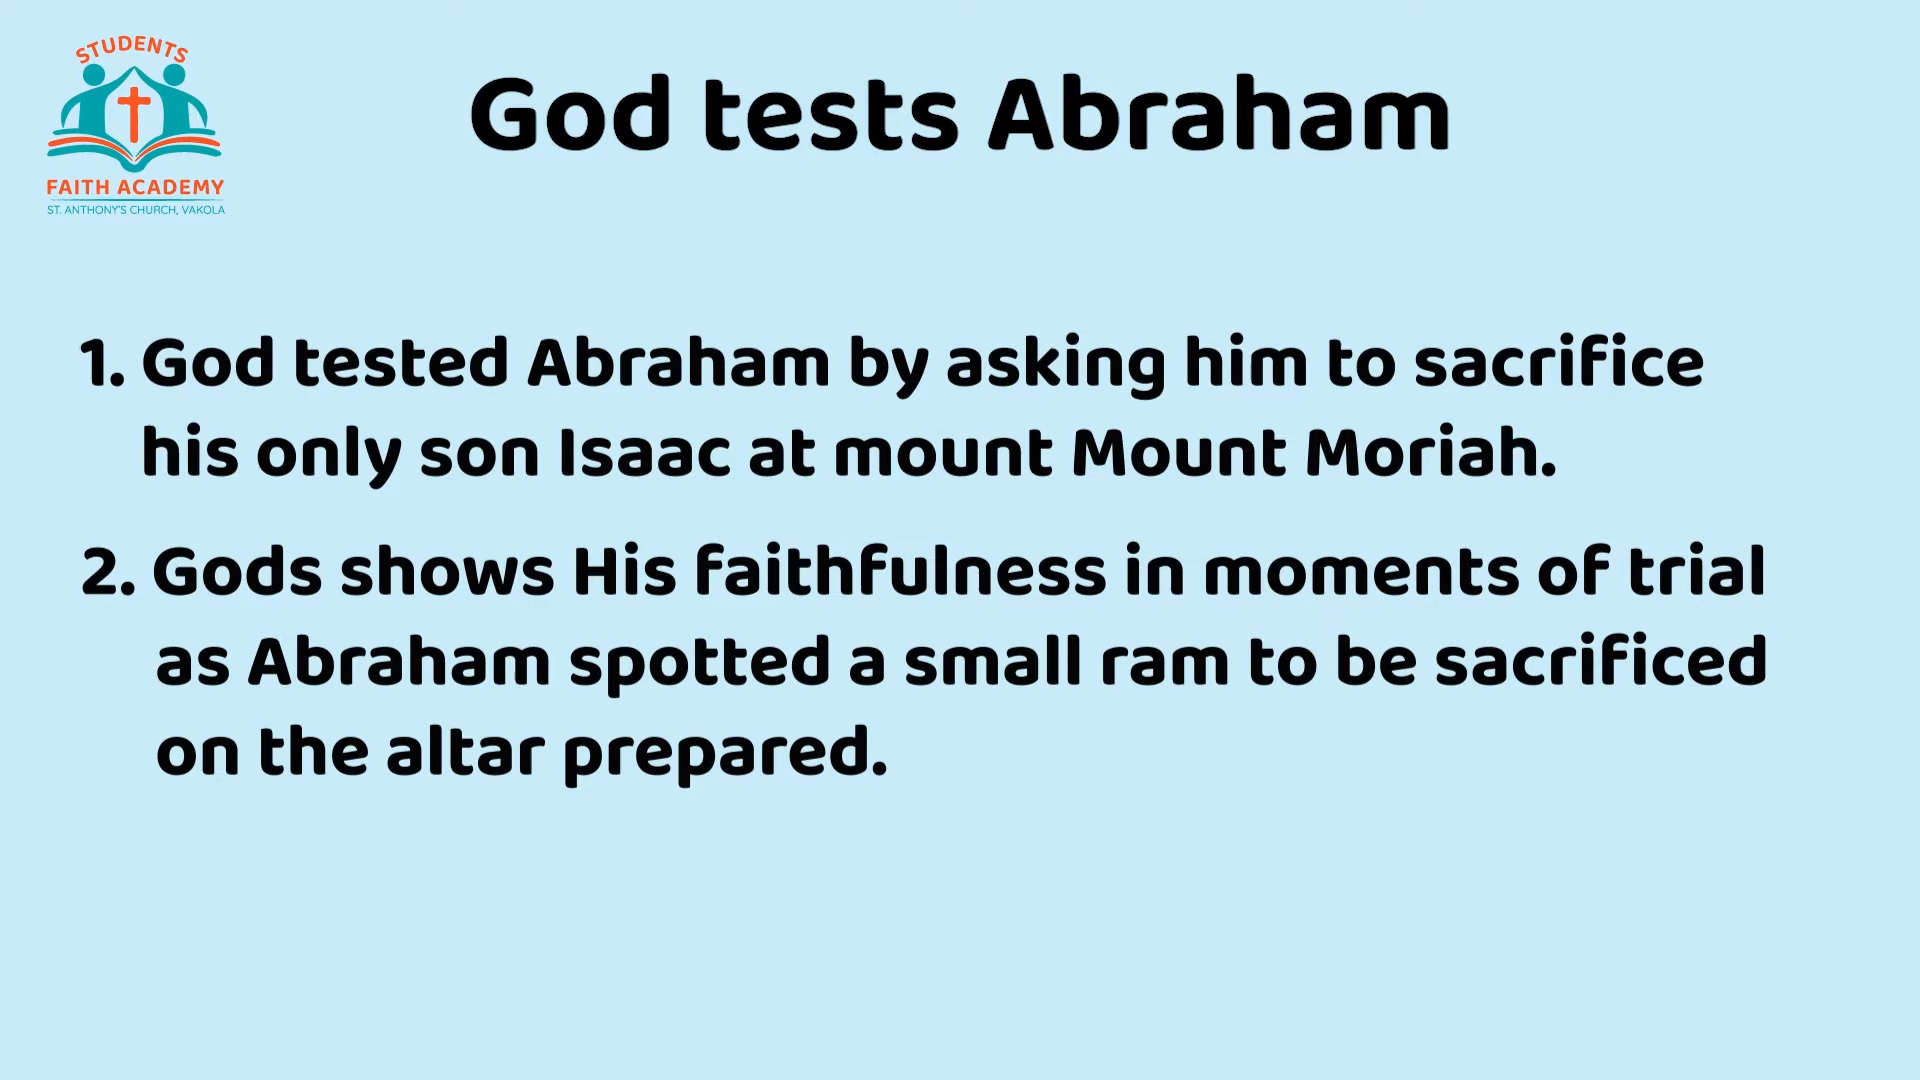 STUDENTS
FAITH ACADEMY
ST. ANTHONY'S CHURCH, VAKOLA
God tests Abraham
1. God tested Abraham by asking him to sacrifice
his only son Isaac at mount Mount Moriah.
2. Gods shows His faithfulness in moments of trial
as Abraham spotted a small ram to be sacrificed
on the altar prepared.